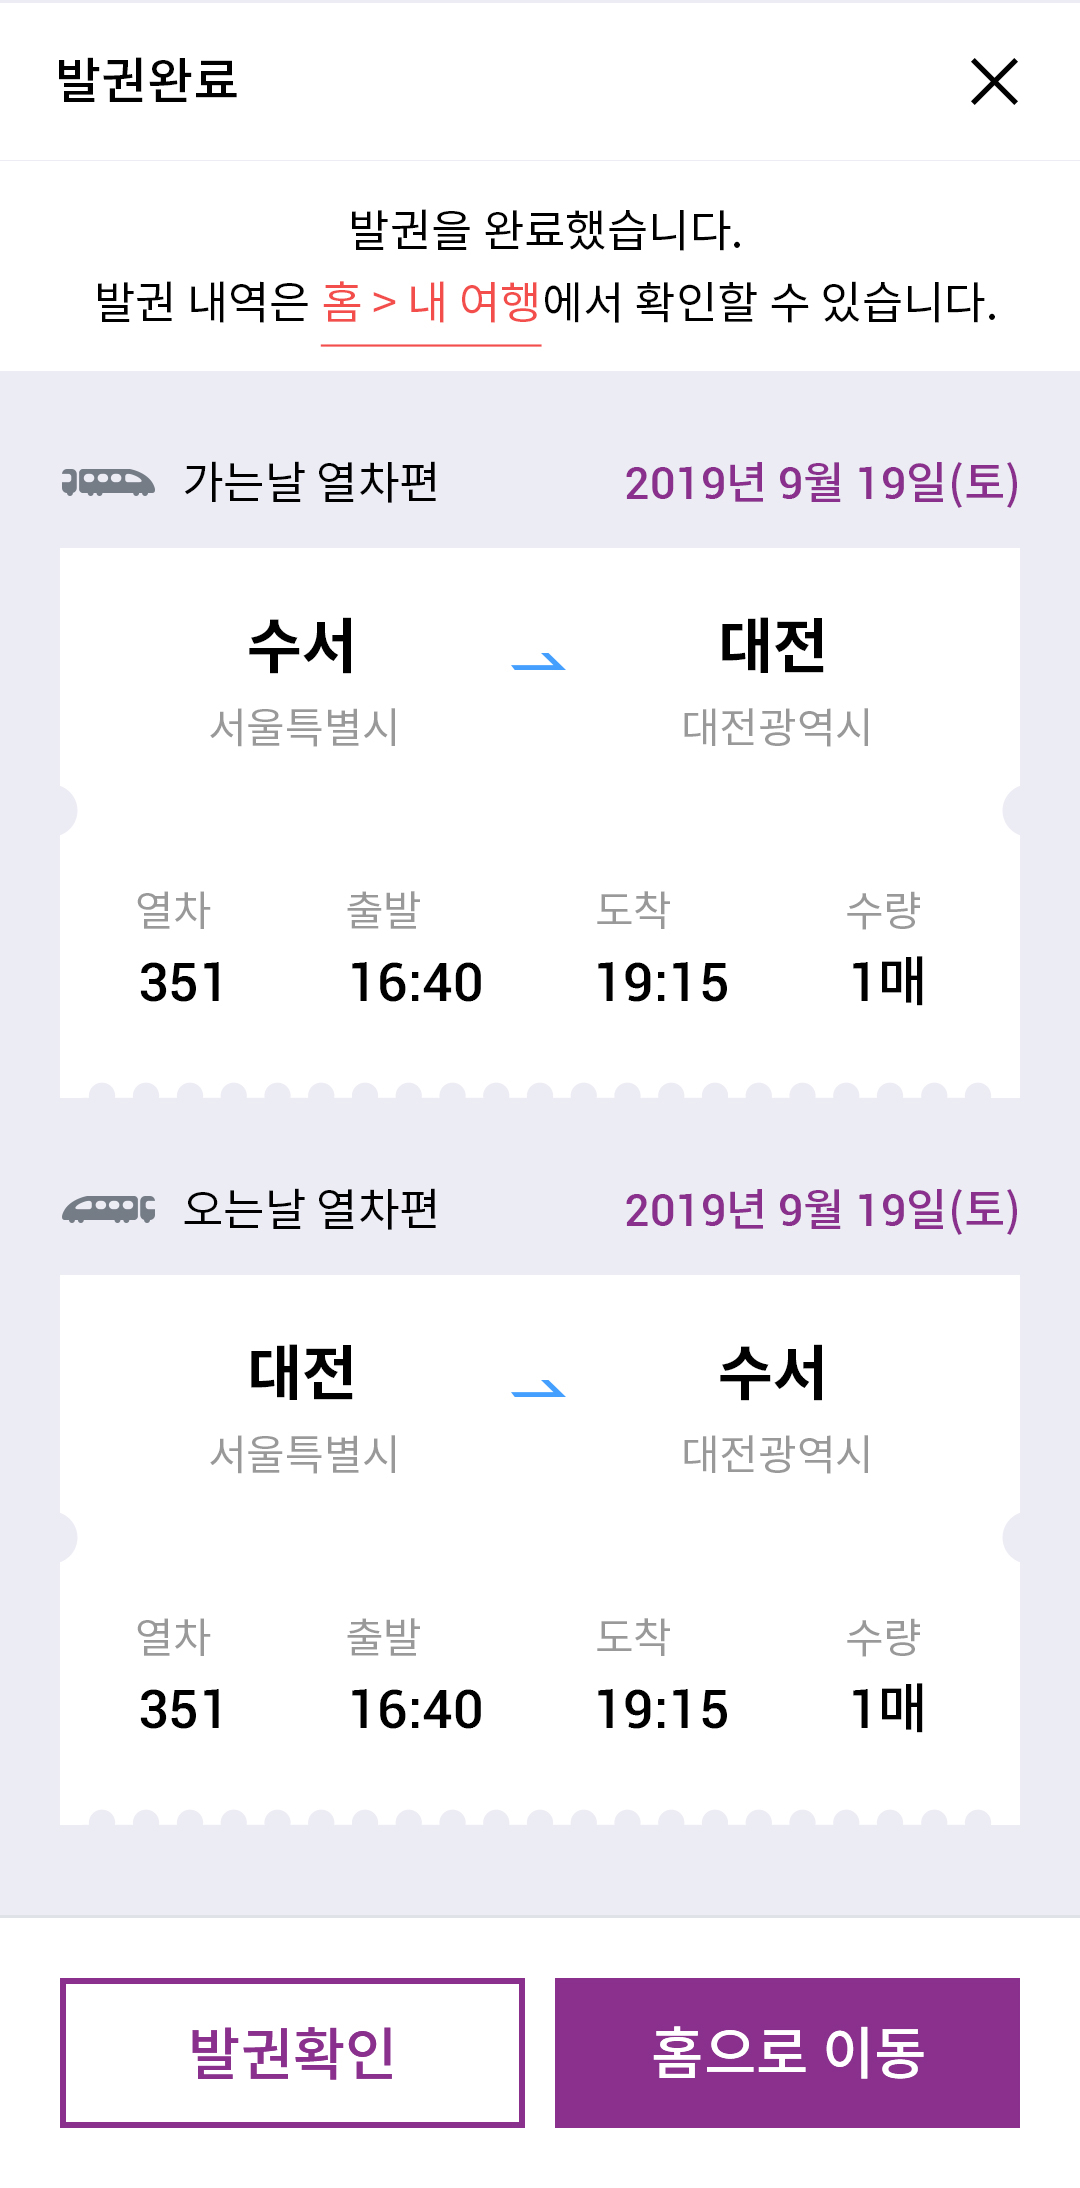 발권완료
발권을 완료했습니다.
발권 내역은 홈 > 내 여행에서 확인할 수 있습니다.
가는날 열차편 2019년 9월 19일(토)
수서 대전
서울특별시 대전광역시
열차 출발 도착 수량
351 16:40 19:15 1매
오는날 열차편 2019년 9월 19일(토)
대전 수서
서울특별시 대전광역시
열차 출발 도착 수량
351 16:40 19:15 1매
발권확인 홈으로 이동